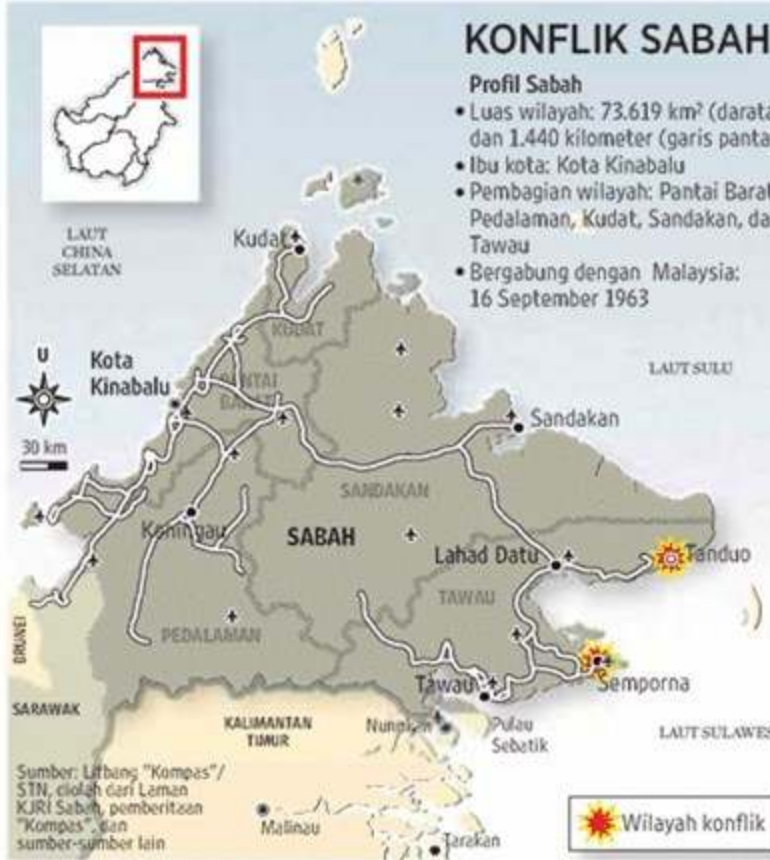 KONFLIK SABAH
Profil Sabah
• Luas wilayah: 73.619 km² (darata
dan 1.440 kilometer (garis panta
• Ibu kota: Kota Kinabalu
• Pembagian wilayah: Pantai Barat
Pedalaman, Kudat, Sandakan, da
Tawau
• Bergabung dengan Malaysia:
16 September 1963
LAUT
CHINA
SELATAN
Kudat
KUDAT
U
Kota
Kinabalu
PANTAI
BARAT
LAUT SULU
30 km
Sandakan
SANDAKAN
Keningau
SABAH
Lahad Datu
Tanduo
TAWAU
BRUNEI
PEDALAMAN
Tawau
Semporna
SARAWAK
KALIMANTAN
TIMUR
Nunukan
Pulau
Sebatik
LAUT SULAWES
Sumber: Litbang "Kompas"/
STN, diolah dari Laman
KJRI Sabah, pemberitaan
"Kompas", dan
sumber-sumber lain
Malinau
Tarakan
Wilayah konflik